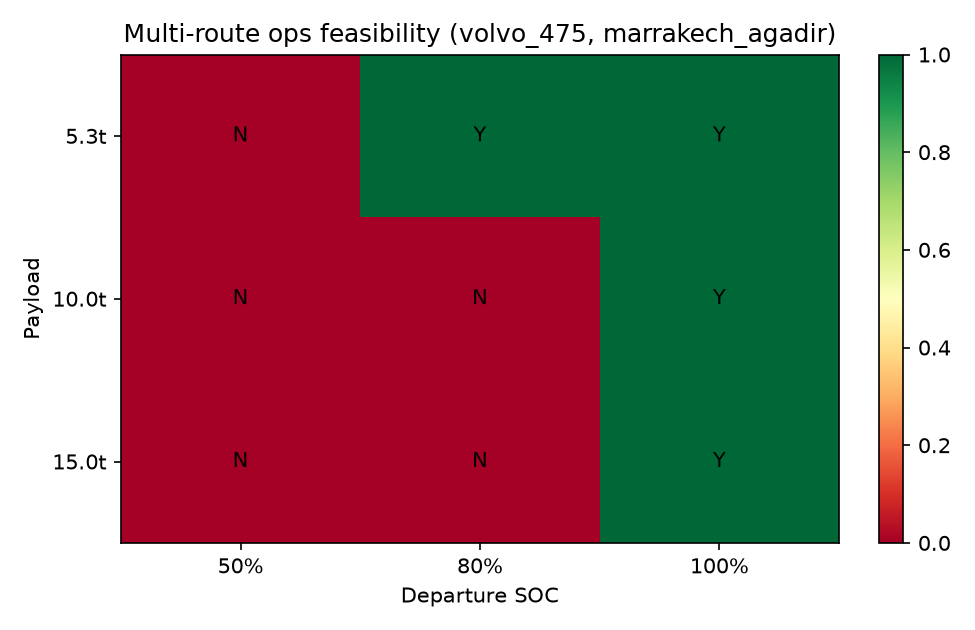 Multi-route ops feasibility (volvo_475, marrakech_agadir)
1.0
5.3t N Y Y
0.8
0.6
Payload
10.0t N N Y
0.4
0.2
15.0t N N Y
0.0
50% 80% 100%
Departure SOC